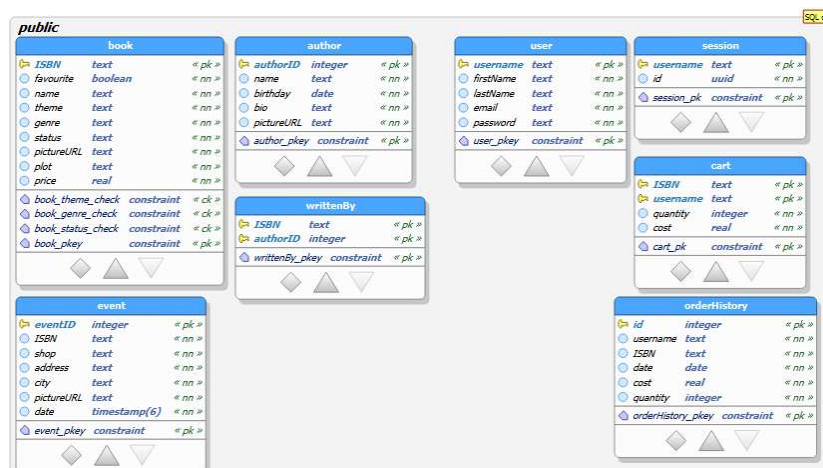 SQL
public
book
ISBN text « pk »
favourite boolean « nn »
name text « nn »
theme text « nn »
genre text « nn »
status text « nn »
pictureURL text « nn »
plot text « nn »
price real « nn »
book_theme_check constraint « ck »
book_genre_check constraint « ck »
book_status_check constraint « ck »
book_pkey constraint « pk »
author
authorID integer « pk »
name text « nn »
birthday date « nn »
bio text « nn »
pictureURL text « nn »
author_pkey constraint « pk »
user
username text « pk »
firstName text « nn »
lastName text « nn »
email text « nn »
password text « nn »
user_pkey constraint « pk »
session
username text « pk »
id uuid « nn »
session_pk constraint « pk »
writtenBy
ISBN text « pk »
authorID integer « pk »
writtenBy_pkey constraint « pk »
cart
ISBN text « pk »
username text « pk »
quantity integer « nn »
cost real « nn »
cart_pk constraint « pk »
event
eventID integer « pk »
ISBN text « nn »
shop text « nn »
address text « nn »
city text « nn »
pictureURL text « nn »
date timestamp(6) « nn »
event_pkey constraint « pk »
orderHistory
id integer « pk »
username text « nn »
ISBN text « nn »
date date « nn »
cost real « nn »
quantity integer « nn »
orderHistory_pkey constraint « pk »